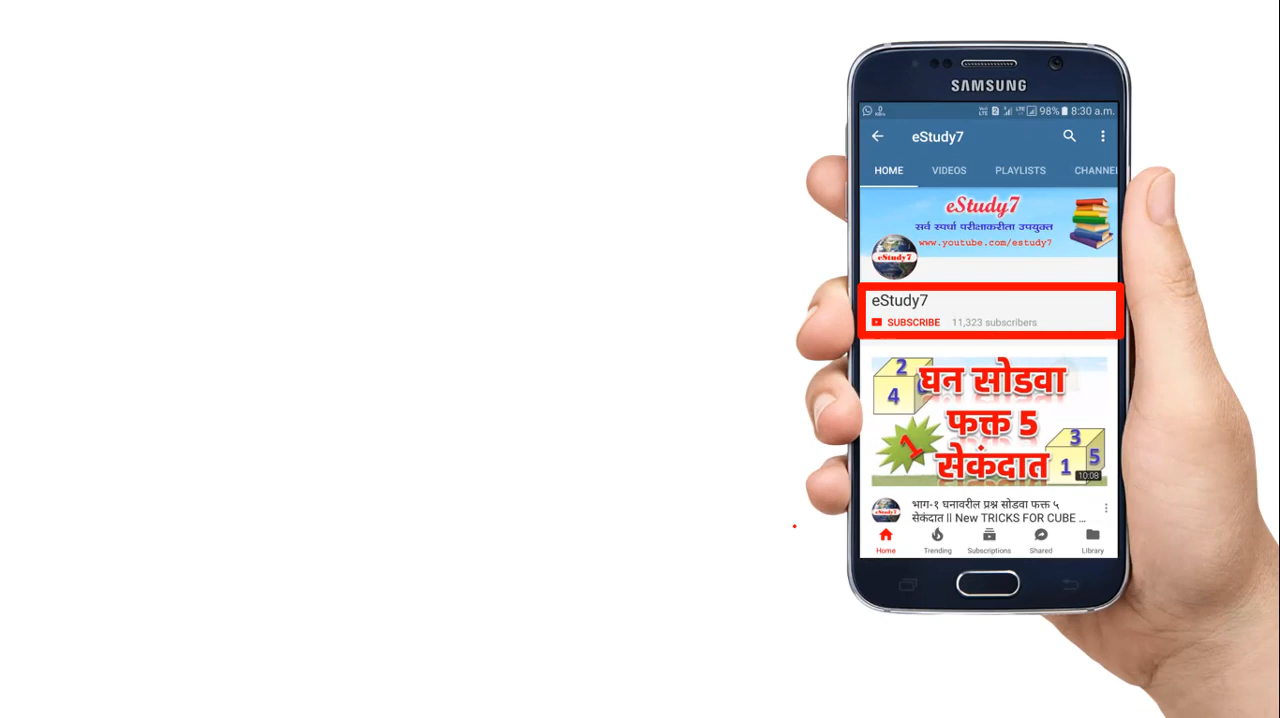 SAMSUNG
98% 8:30 a.m.
eStudy7
HOME VIDEOS PLAYLISTS CHANNEL
eStudy7
सर्व स्पर्धा परीक्षाकरीता उपयुक्त
www.youtube.com/estudy7
eStudy7
eStudy7
SUBSCRIBE 11,323 subscribers
2
4
घन सोडवा
फक्त 5
सेकंदात
1
3
1 5
10:08
eStudy7
भाग-१ घनावरील प्रश्न सोडवा फक्त ५
सेकंदात || New TRICKS FOR CUBE ...
Home Trending Subscriptions Shared Library